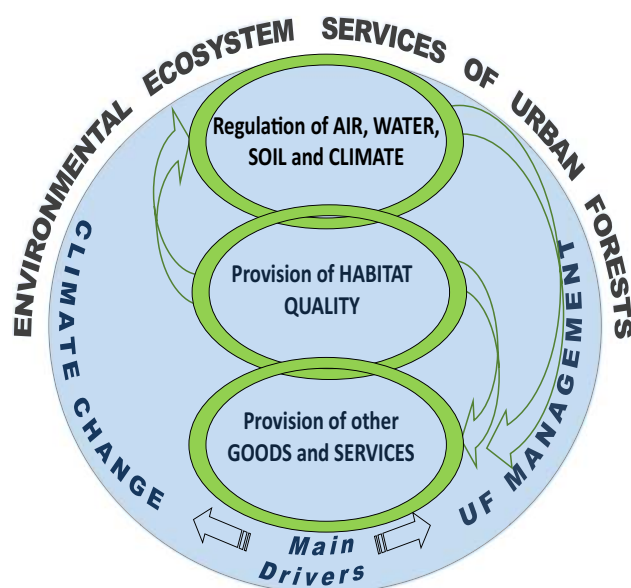 ENVIRONMENTAL ECOSYSTEM SERVICES OF URBAN FORESTS
Regulation of AIR, WATER,
SOIL and CLIMATE
Provision of HABITAT
QUALITY
Provision of other
GOODS and SERVICES
CLIMATE CHANGE
UF MANAGEMENT
Main
Drivers